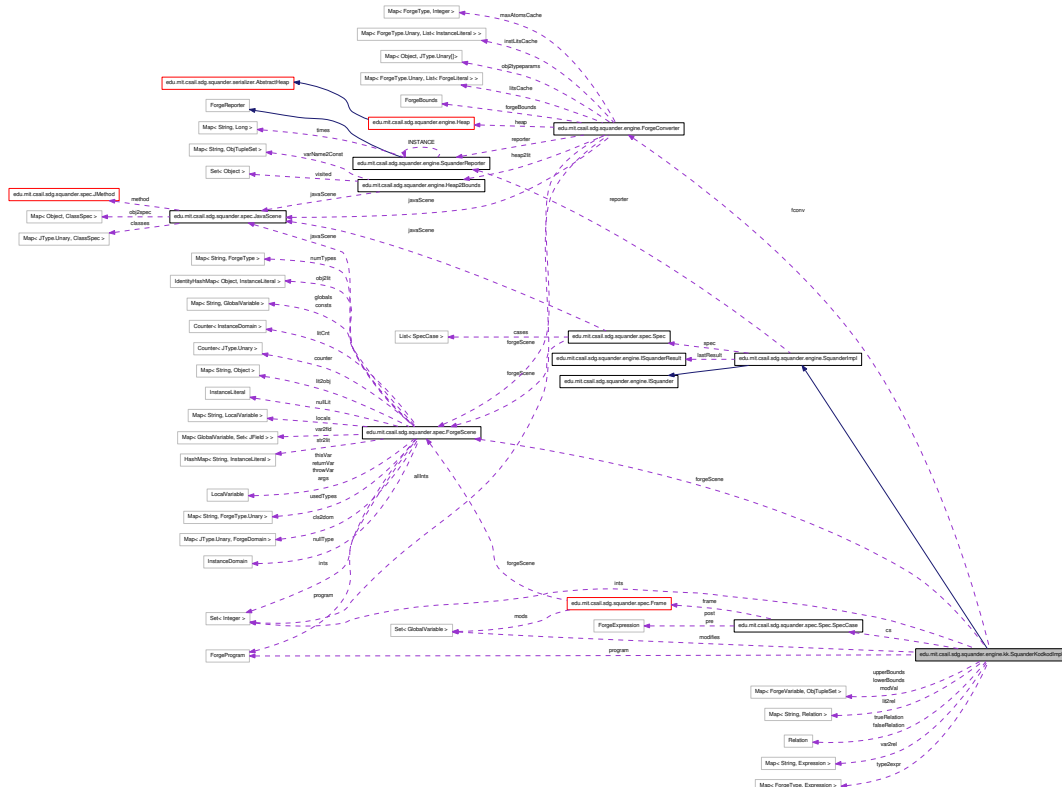 Map< ForgeType, Integer >
maxAtomsCache
Map< ForgeType.Unary, List< InstanceLiteral > >
instLitsCache
Map< Object, JType.Unary[]>
obj2typeparams
Map< ForgeType.Unary, List< ForgeLiteral > >
litsCache
edu.mit.csail.sdg.squander.serializer.AbstractHeap
ForgeBounds
forgeBounds
ForgeReporter
edu.mit.csail.sdg.squander.engine.Heap
heap
edu.mit.csail.sdg.squander.engine.ForgeConverter
Map< String, Long >
times
INSTANCE
reporter
Map< String, ObjTupleSet >
varName2Const
edu.mit.csail.sdg.squander.engine.SquanderReporter
heap2lit
Set< Object >
visited
edu.mit.csail.sdg.squander.engine.Heap2Bounds
edu.mit.csail.sdg.squander.spec.JMethod
method
javaScene
javaScene
reporter
Map< Object, ClassSpec >
obj2spec
edu.mit.csail.sdg.squander.spec.JavaScene
fconv
classes
Map< JType.Unary, ClassSpec >
javaScene
javaScene
Map< String, ForgeType >
numTypes
IdentityHashMap< Object, InstanceLiteral >
obj2lit
Map< String, GlobalVariable >
globals
consts
Counter< InstanceDomain >
litCnt
List< SpecCase >
cases
edu.mit.csail.sdg.squander.spec.Spec
forgeScene
spec
Counter< JType.Unary >
counter
edu.mit.csail.sdg.squander.engine.ISquanderResult
lastResult
edu.mit.csail.sdg.squander.engine.SquanderImpl
Map< String, Object >
lit2obj
forgeScene
edu.mit.csail.sdg.squander.engine.ISquander
InstanceLiteral
nullLit
Map< String, LocalVariable >
locals
Map< GlobalVariable, Set< JField > >
var2fld
edu.mit.csail.sdg.squander.spec.ForgeScene
HashMap< String, InstanceLiteral >
str2lit
thisVar
returnVar
throwVar
args
allInts
forgeScene
LocalVariable
usedTypes
Map< String, ForgeType.Unary >
cls2dom
Map< JType.Unary, ForgeDomain >
nullType
InstanceDomain
ints
forgeScene
program
ints
frame
edu.mit.csail.sdg.squander.spec.Frame
post
pre
Set< Integer >
mods
ForgeExpression
edu.mit.csail.sdg.squander.spec.Spec.SpecCase
cs
Set< GlobalVariable >
modifies
ForgeProgram
program
edu.mit.csail.sdg.squander.engine.kk.SquanderKodkodImpl
upperBounds
lowerBounds
modVal
Map< ForgeVariable, ObjTupleSet >
lit2rel
Map< String, Relation >
trueRelation
falseRelation
Relation
var2rel
Map< String, Expression >
type2expr
Map< ForgeType, Expression >